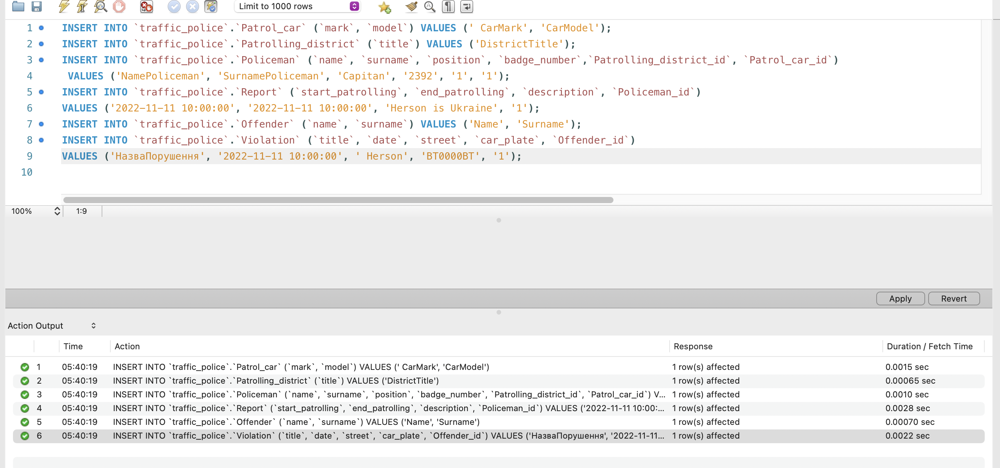 Limit to 1000 rows
1 INSERT INTO `traffic_police`.`Patrol_car` (`mark`, `model`) VALUES (' CarMark', 'CarModel');
2 INSERT INTO `traffic_police`.`Patrolling_district` (`title`) VALUES ('DistrictTitle');
3 INSERT INTO `traffic_police`.`Policeman` (`name`, `surname`, `position`, `badge_number`,`Patrolling_district_id`, `Patrol_car_id`)
4 VALUES ('NamePoliceman', 'SurnamePoliceman', 'Capitan', '2392', '1', '1');
5 INSERT INTO `traffic_police`.`Report` (`start_patrolling`, `end_patrolling`, `description`, `Policeman_id`)
6 VALUES ('2022-11-11 10:00:00', '2022-11-11 10:00:00', 'Herson is Ukraine', '1');
7 INSERT INTO `traffic_police`.`Offender` (`name`, `surname`) VALUES ('Name', 'Surname');
8 INSERT INTO `traffic_police`.`Violation` (`title`, `date`, `street`, `car_plate`, `Offender_id`)
9 VALUES ('НазваПорушення', '2022-11-11 10:00:00', ' Herson', 'BT0000BT', '1');
10
100% 1:9
Apply Revert
Action Output
Time Action Response Duration / Fetch Time
1 05:40:19 INSERT INTO `traffic_police`.`Patrol_car` (`mark`, `model`) VALUES (' CarMark', 'CarModel') 1 row(s) affected 0.0015 sec
2 05:40:19 INSERT INTO `traffic_police`.`Patrolling_district` (`title`) VALUES ('DistrictTitle') 1 row(s) affected 0.00065 sec
3 05:40:19 INSERT INTO `traffic_police`.`Policeman` (`name`, `surname`, `position`, `badge_number`, `Patrolling_district_id`, `Patrol_car_id`) V... 1 row(s) affected 0.0010 sec
4 05:40:19 INSERT INTO `traffic_police`.`Report` (`start_patrolling`, `end_patrolling`, `description`, `Policeman_id`) VALUES ('2022-11-11 10:00:... 1 row(s) affected 0.0028 sec
5 05:40:19 INSERT INTO `traffic_police`.`Offender` (`name`, `surname`) VALUES ('Name', 'Surname') 1 row(s) affected 0.00070 sec
6 05:40:19 INSERT INTO `traffic_police`.`Violation` (`title`, `date`, `street`, `car_plate`, `Offender_id`) VALUES ('НазваПорушення', '2022-11-11... 1 row(s) affected 0.0022 sec